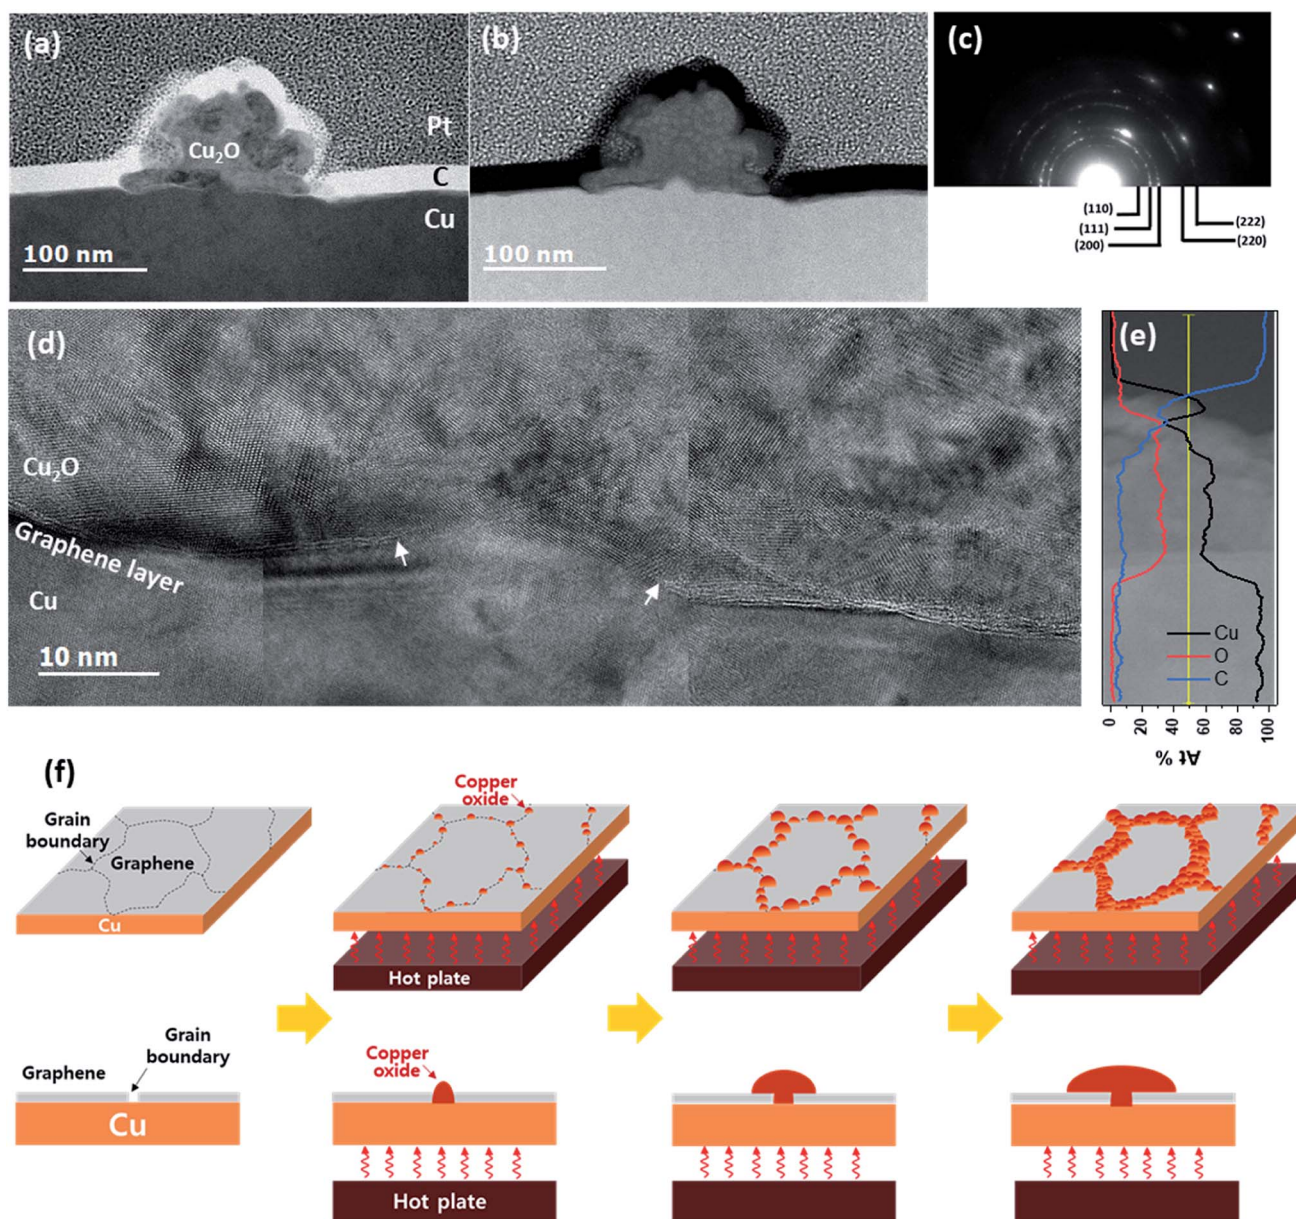 (a)
Pt
Cu₂O
C
Cu
100 nm
(b)
100 nm
(c)
(110)
(111)
(200)
(222)
(220)
(d)
Cu₂O
Graphene layer
Cu
10 nm
(e)
Cu
O
C
0
20
40
60
80
100
At %
(f)
Grain
boundary
Graphene
Cu
Copper
oxide
Hot plate
Graphene
Grain
boundary
Cu
Copper
oxide
Hot plate